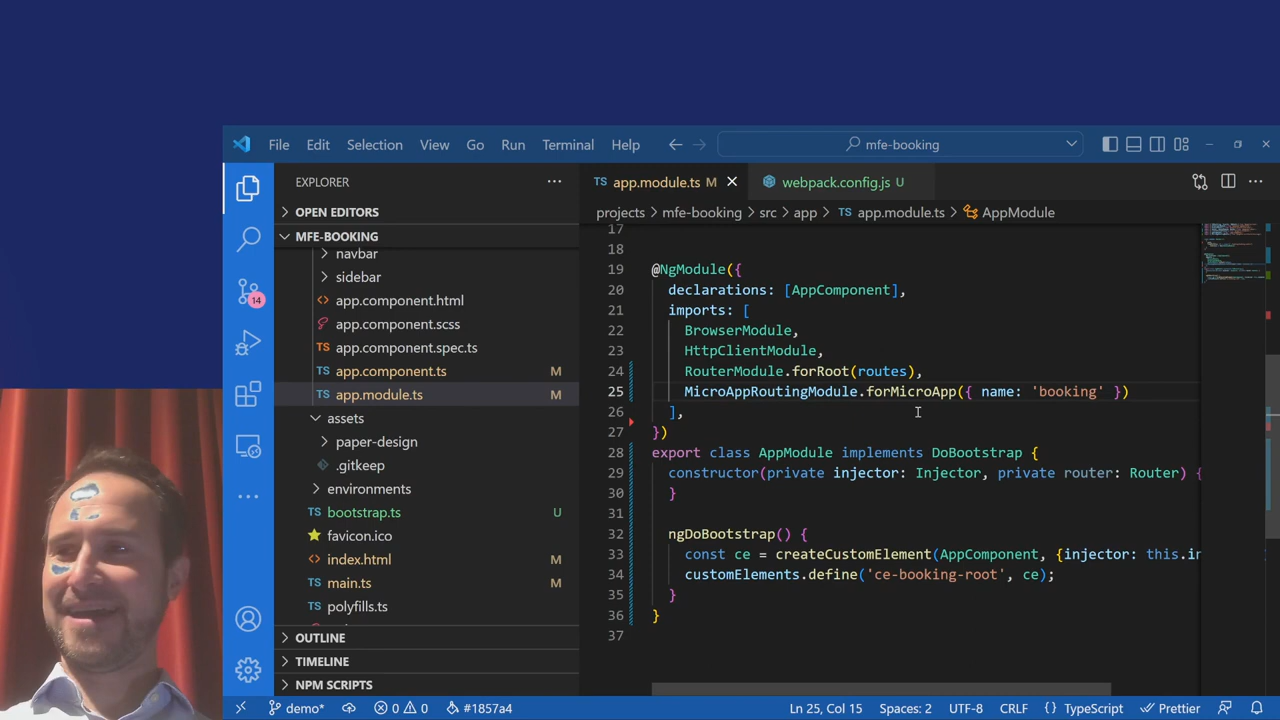 File Edit Selection View Go Run Terminal Help
mfe-booking
EXPLORER
OPEN EDITORS
MFE-BOOKING
navbar
sidebar
app.component.html
app.component.scss
TS app.component.spec.ts
TS app.component.ts M
TS app.module.ts M
assets
paper-design
.gitkeep
environments
TS bootstrap.ts U
favicon.ico
index.html M
TS main.ts M
TS polyfills.ts
OUTLINE
TIMELINE
NPM SCRIPTS
14
TS app.module.ts M
webpack.config.js U
projects > mfe-booking > src > app > TS app.module.ts > AppModule
17
18
19 @NgModule({
20 declarations: [AppComponent],
21 imports: [
22 BrowserModule,
23 HttpClientModule,
24 RouterModule.forRoot(routes),
25 MicroAppRoutingModule.forMicroApp({ name: 'booking' })
26 ],
27 })
28 export class AppModule implements DoBootstrap {
29 constructor(private injector: Injector, private router: Router) {
30 }
31
32 ngDoBootstrap() {
33 const ce = createCustomElement(AppComponent, {injector: this.in
34 customElements.define('ce-booking-root', ce);
35 }
36 }
37
demo* 0 0 #1857a4 Ln 25, Col 15 Spaces: 2 UTF-8 CRLF {} TypeScript Prettier